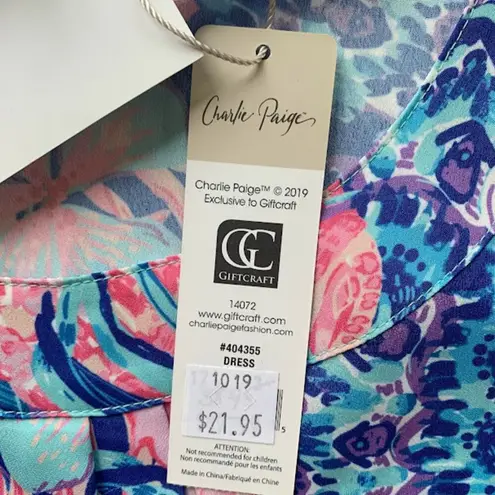 Charlie Paige
Charlie Paige™ © 2019
Exclusive to Giftcraft
GC
GIFTCRAFT
14072
www.giftcraft.com
charliepaigefashion.com
#404355
DRESS
1019
$21.95
5
ATTENTION:
Not recommended for children
Non recommandé pour les enfants
Made in China/Fabriqué en Chine